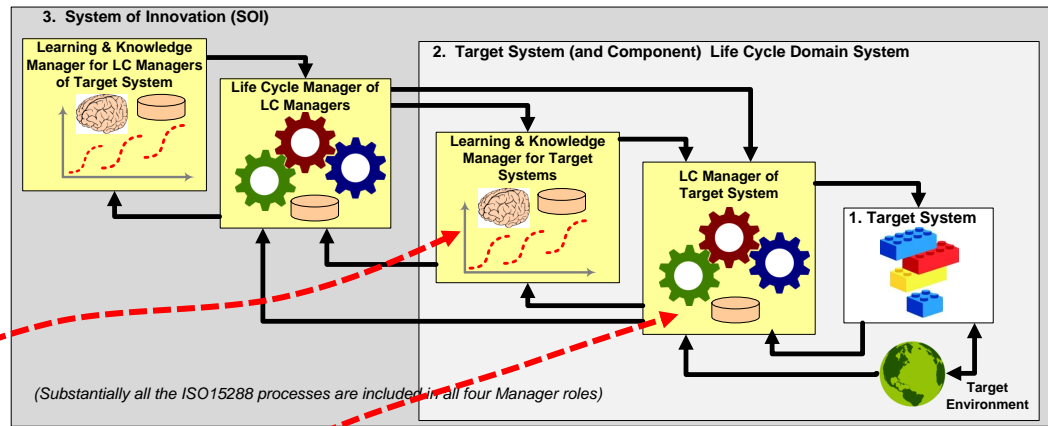 3. System of Innovation (SOI)
Learning & Knowledge
Manager for LC Managers
of Target System
Life Cycle Manager of
LC Managers
2. Target System (and Component) Life Cycle Domain System
Learning & Knowledge
Manager for Target
Systems
LC Manager of
Target System
1. Target System
Target
Environment
(Substantially all the ISO15288 processes are included in all four Manager roles)